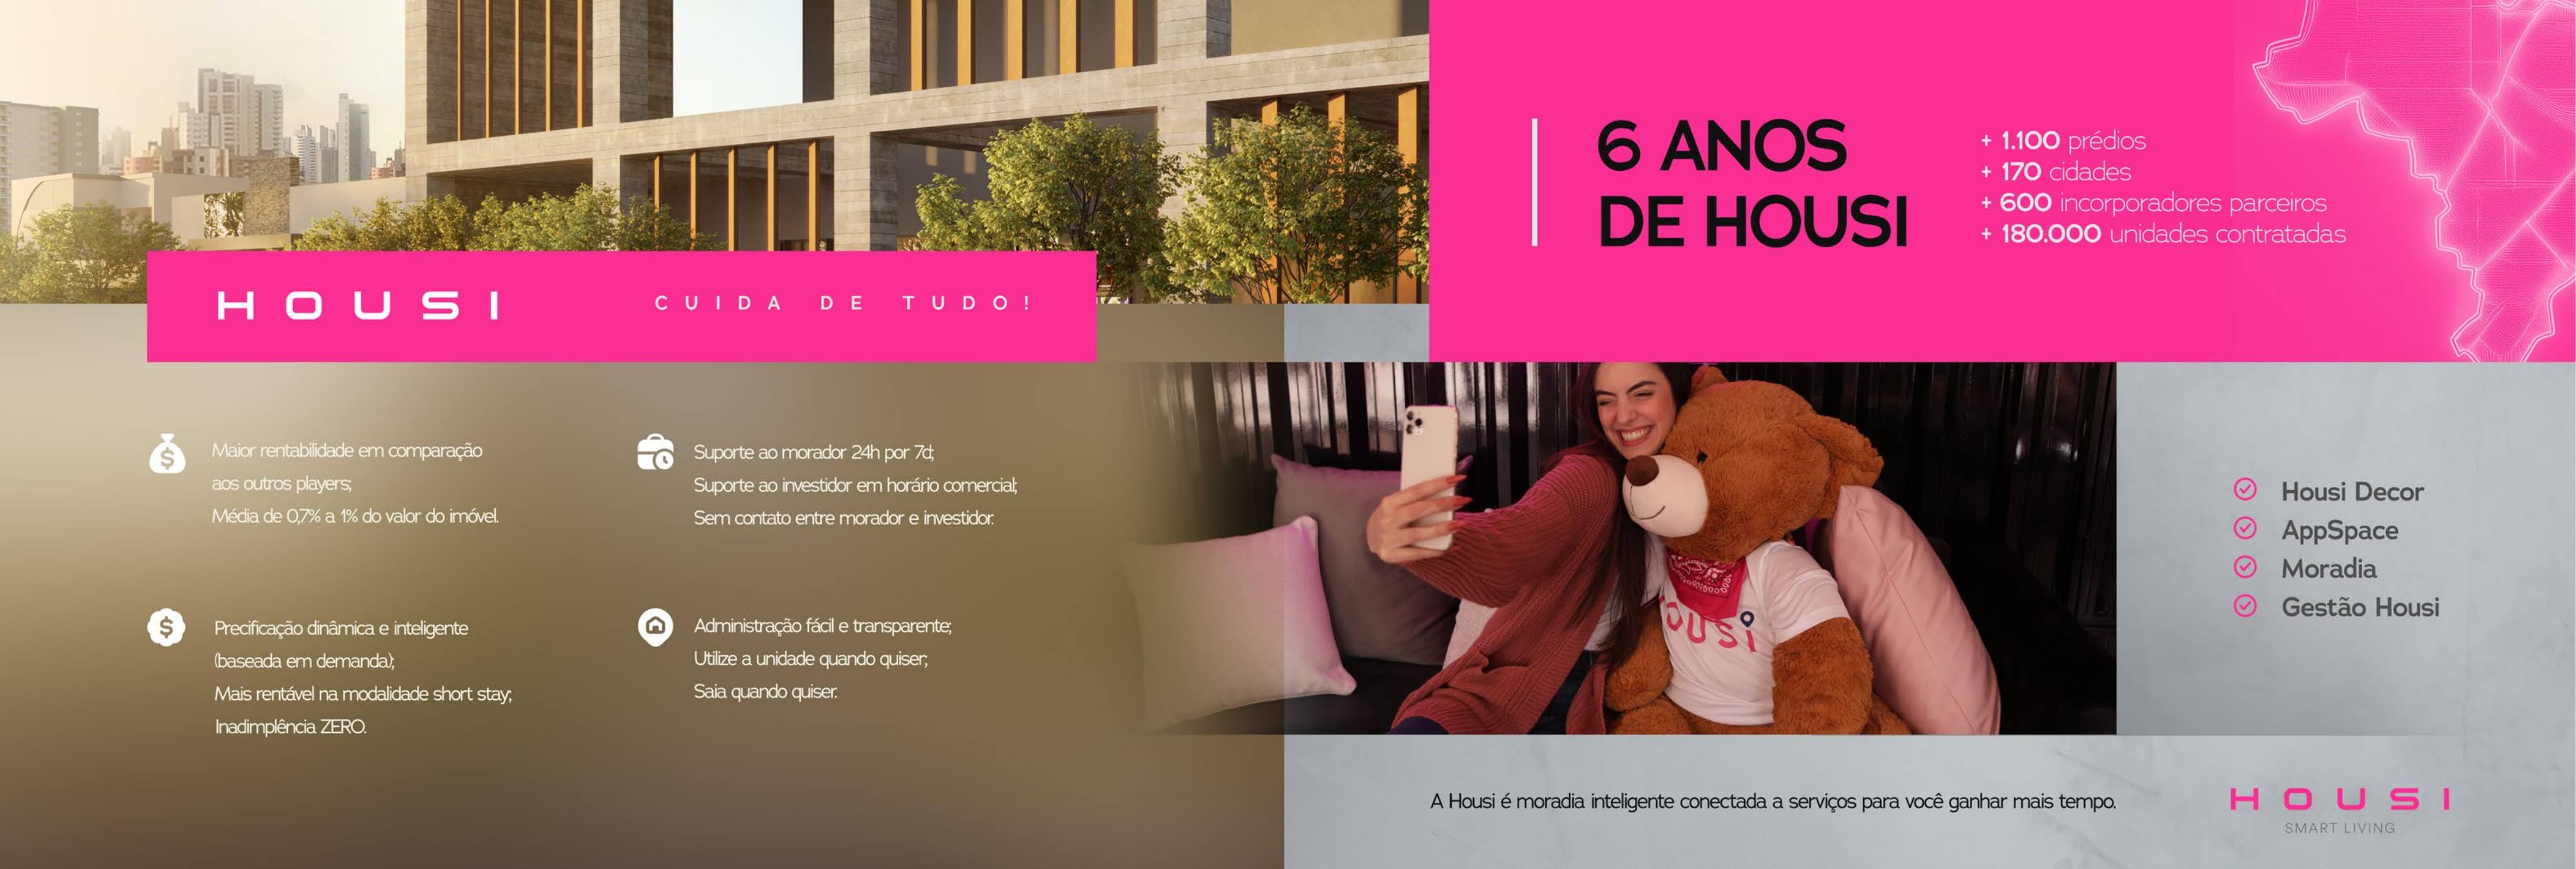 HOUSI
CUIDA DE TUDO!
Maior rentabilidade em comparação
aos outros players;
Média de 0,7% a 1% do valor do imóvel.
Suporte ao morador 24h por 7d;
Suporte ao investidor em horário comercial;
Sem contato entre morador e investidor.
Precificação dinâmica e inteligente
(baseada em demanda);
Mais rentável na modalidade short stay;
Inadimplência ZERO.
Administração fácil e transparente;
Utilize a unidade quando quiser;
Saia quando quiser.
6 ANOS
DE HOUSI
+ 1.100 prédios
+ 170 cidades
+ 600 incorporadores parceiros
+ 180.000 unidades contratadas
HOUSI
Housi Decor
AppSpace
Moradia
Gestão Housi
A Housi é moradia inteligente conectada a serviços para você ganhar mais tempo.
HOUSI
SMART LIVING